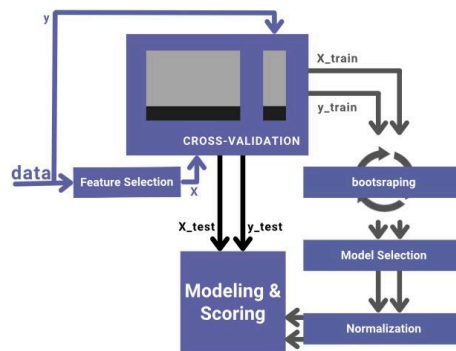 y
X_train
y_train
CROSS-VALIDATION
data
Feature Selection
X
bootsraping
X_test
y_test
Model Selection
Modeling &
Scoring
Normalization